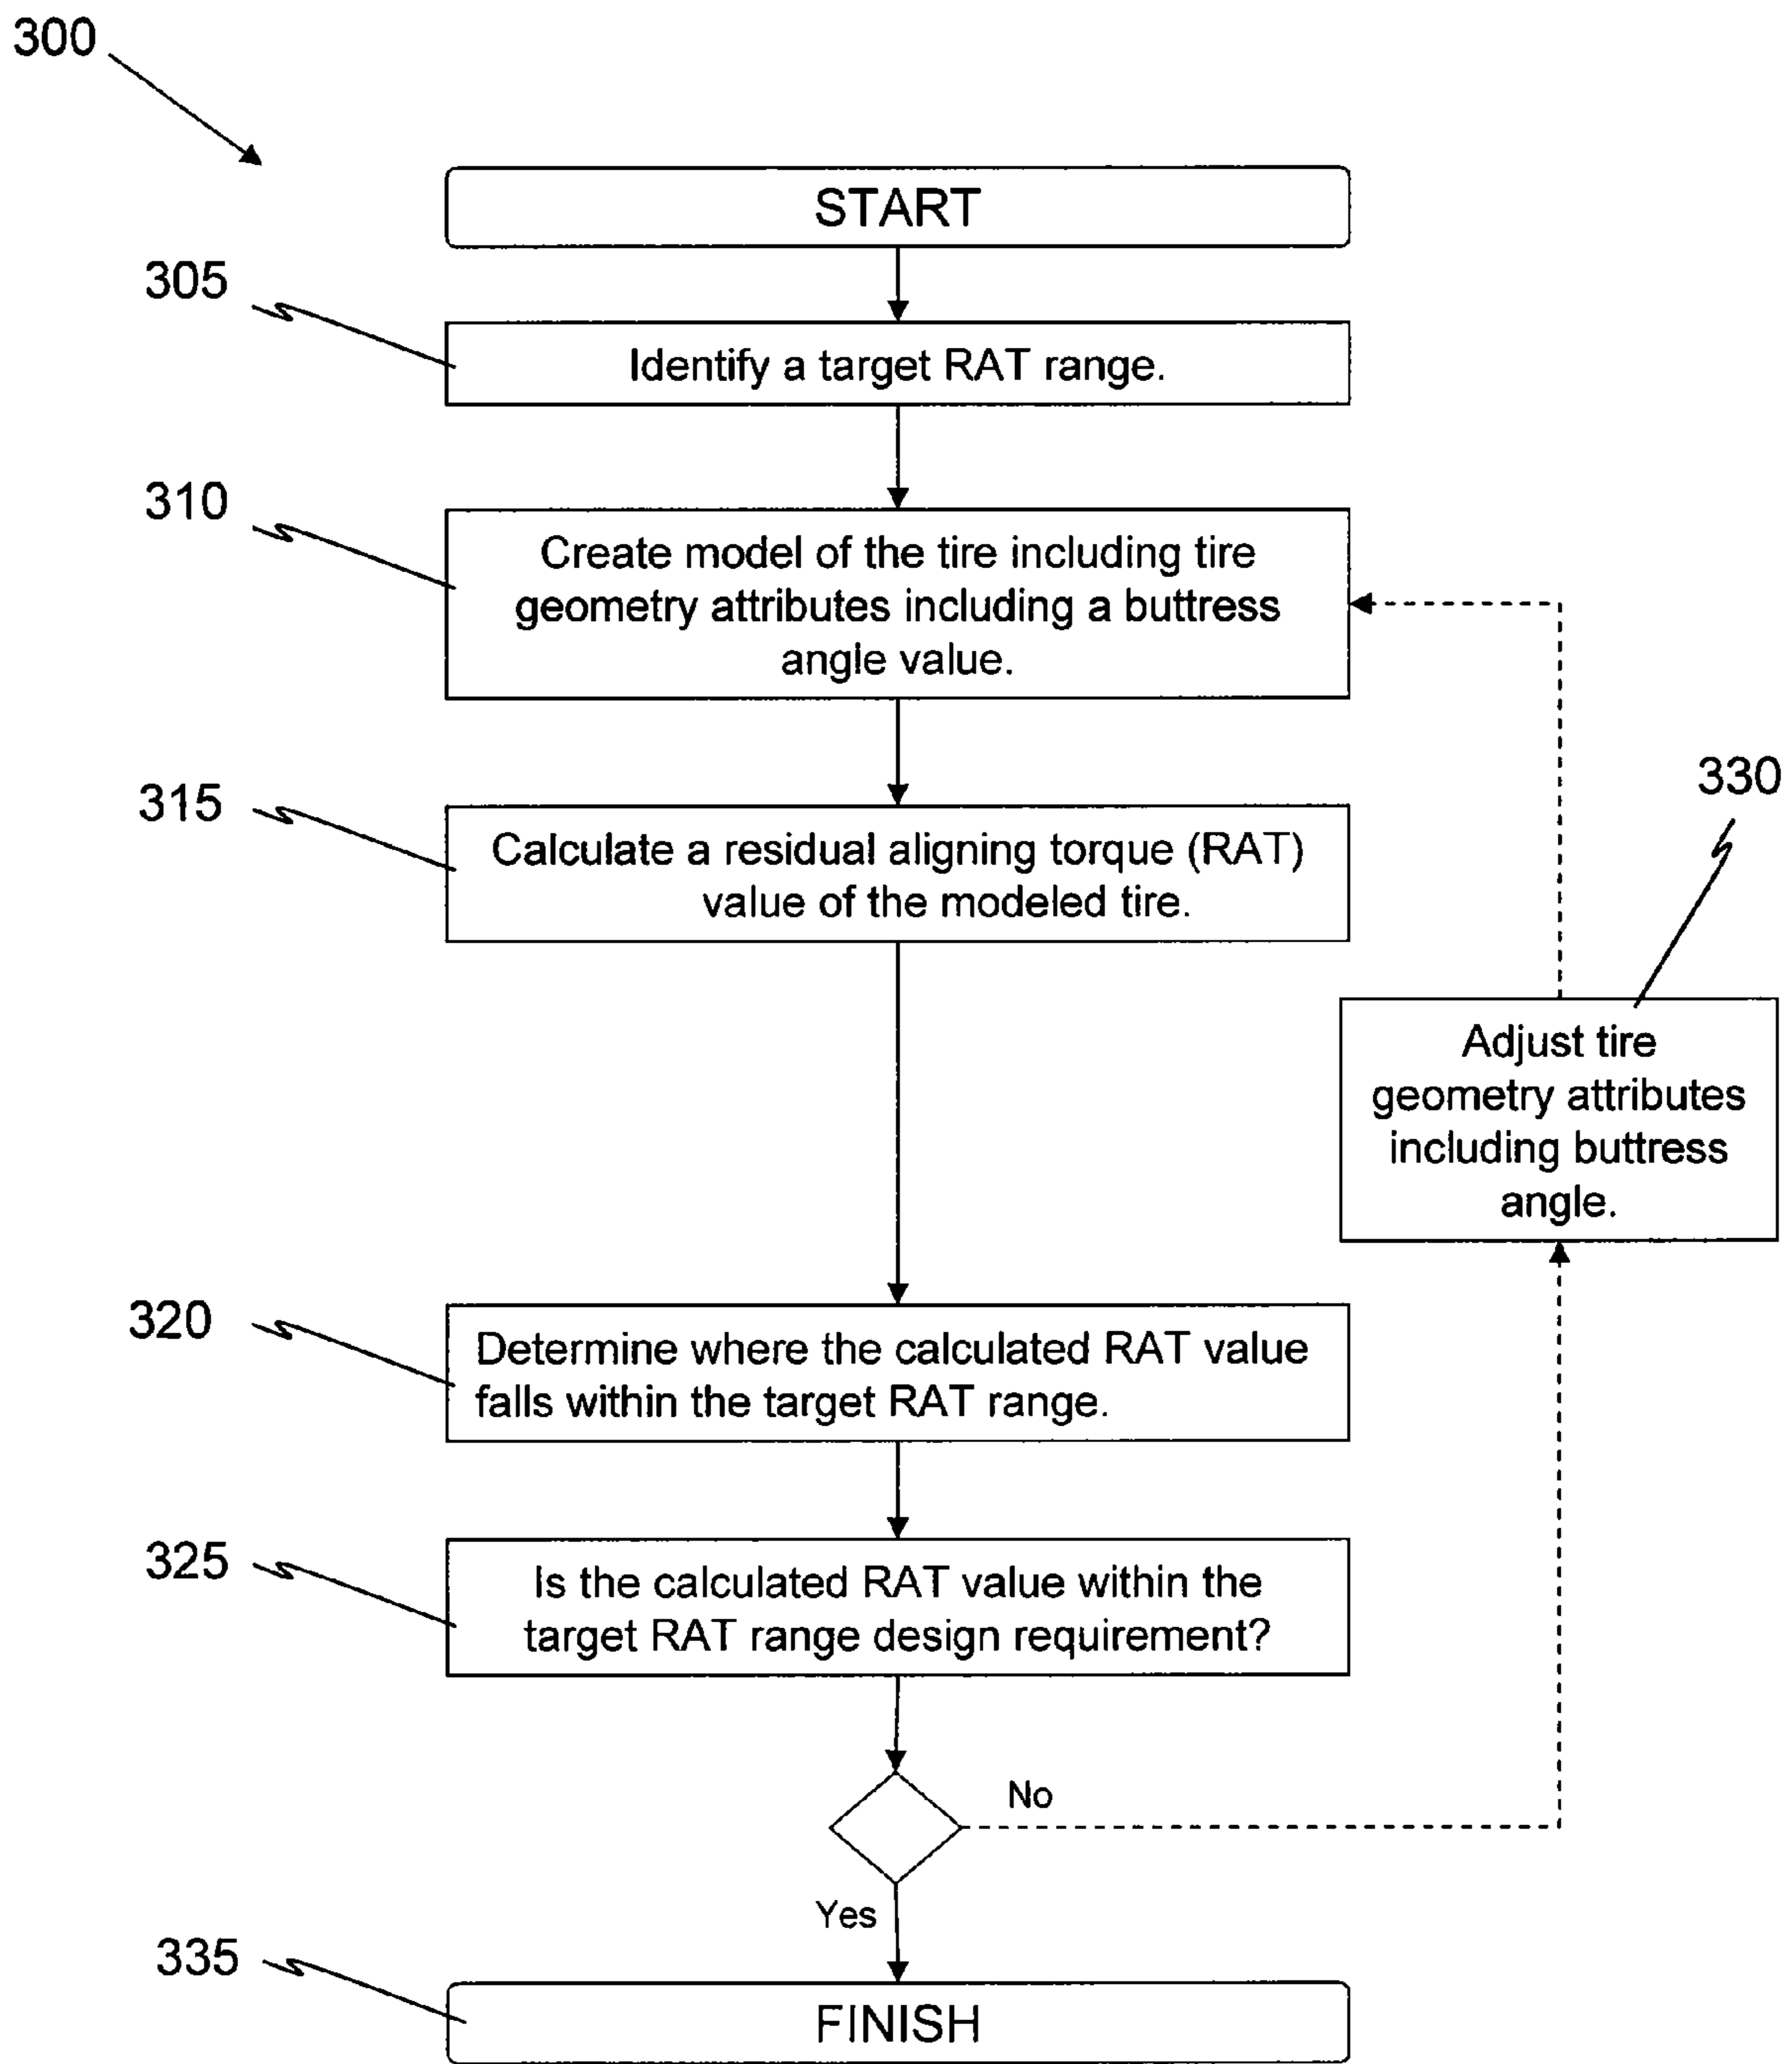 300
START
305
Identify a target RAT range.
310
Create model of the tire including tire
geometry attributes including a buttress
angle value.
315
Calculate a residual aligning torque (RAT)
value of the modeled tire.
330
Adjust tire
geometry attributes
including buttress
angle.
320
Determine where the calculated RAT value
falls within the target RAT range.
325
Is the calculated RAT value within the
target RAT range design requirement?
No
Yes
335
FINISH